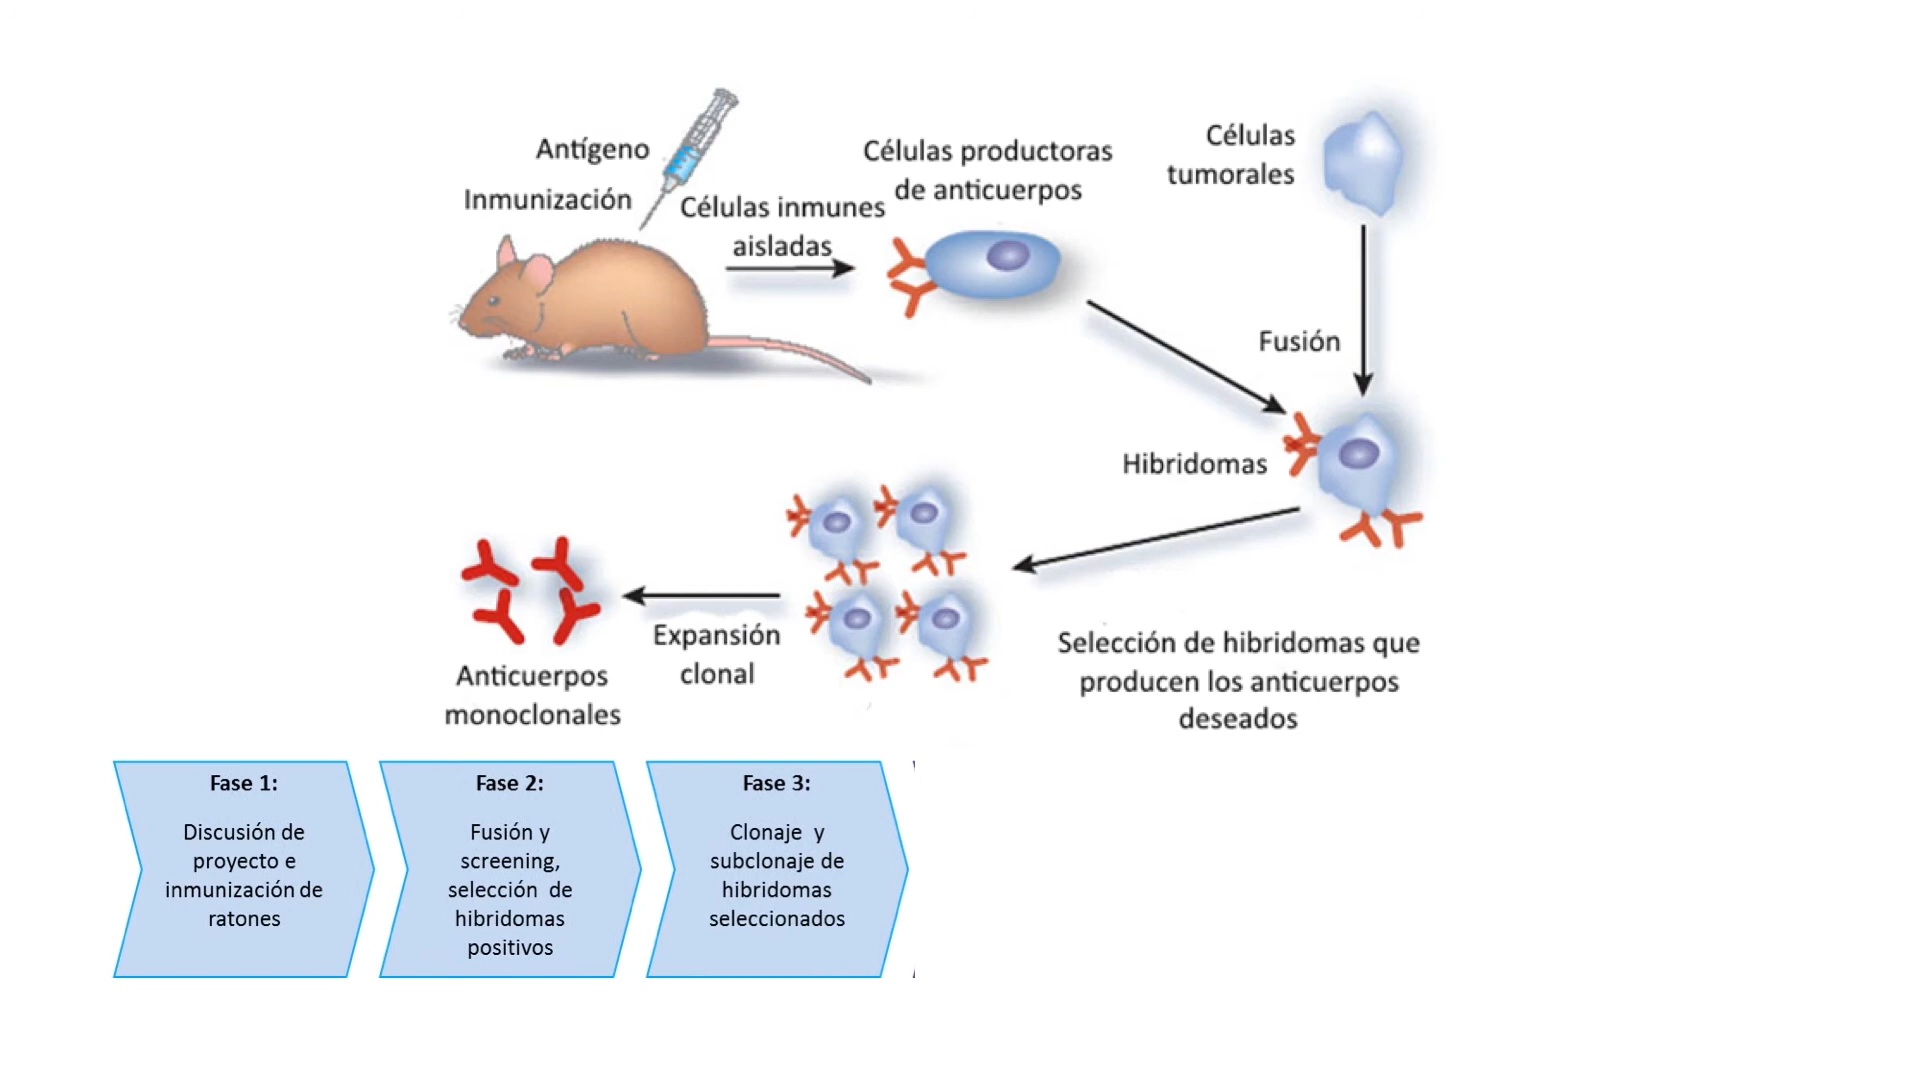 Antígeno
Inmunización
Células inmunes
aisladas
Células productoras
de anticuerpos
Células
tumorales
Fusión
Hibridomas
Selección de hibridomas que
producen los anticuerpos
deseados
Expansión
clonal
Anticuerpos
monoclonales
Fase 1:
Discusión de
proyecto e
inmunización de
ratones
Fase 2:
Fusión y
screening,
selección de
hibridomas
positivos
Fase 3:
Clonaje y
subclonaje de
hibridomas
seleccionados